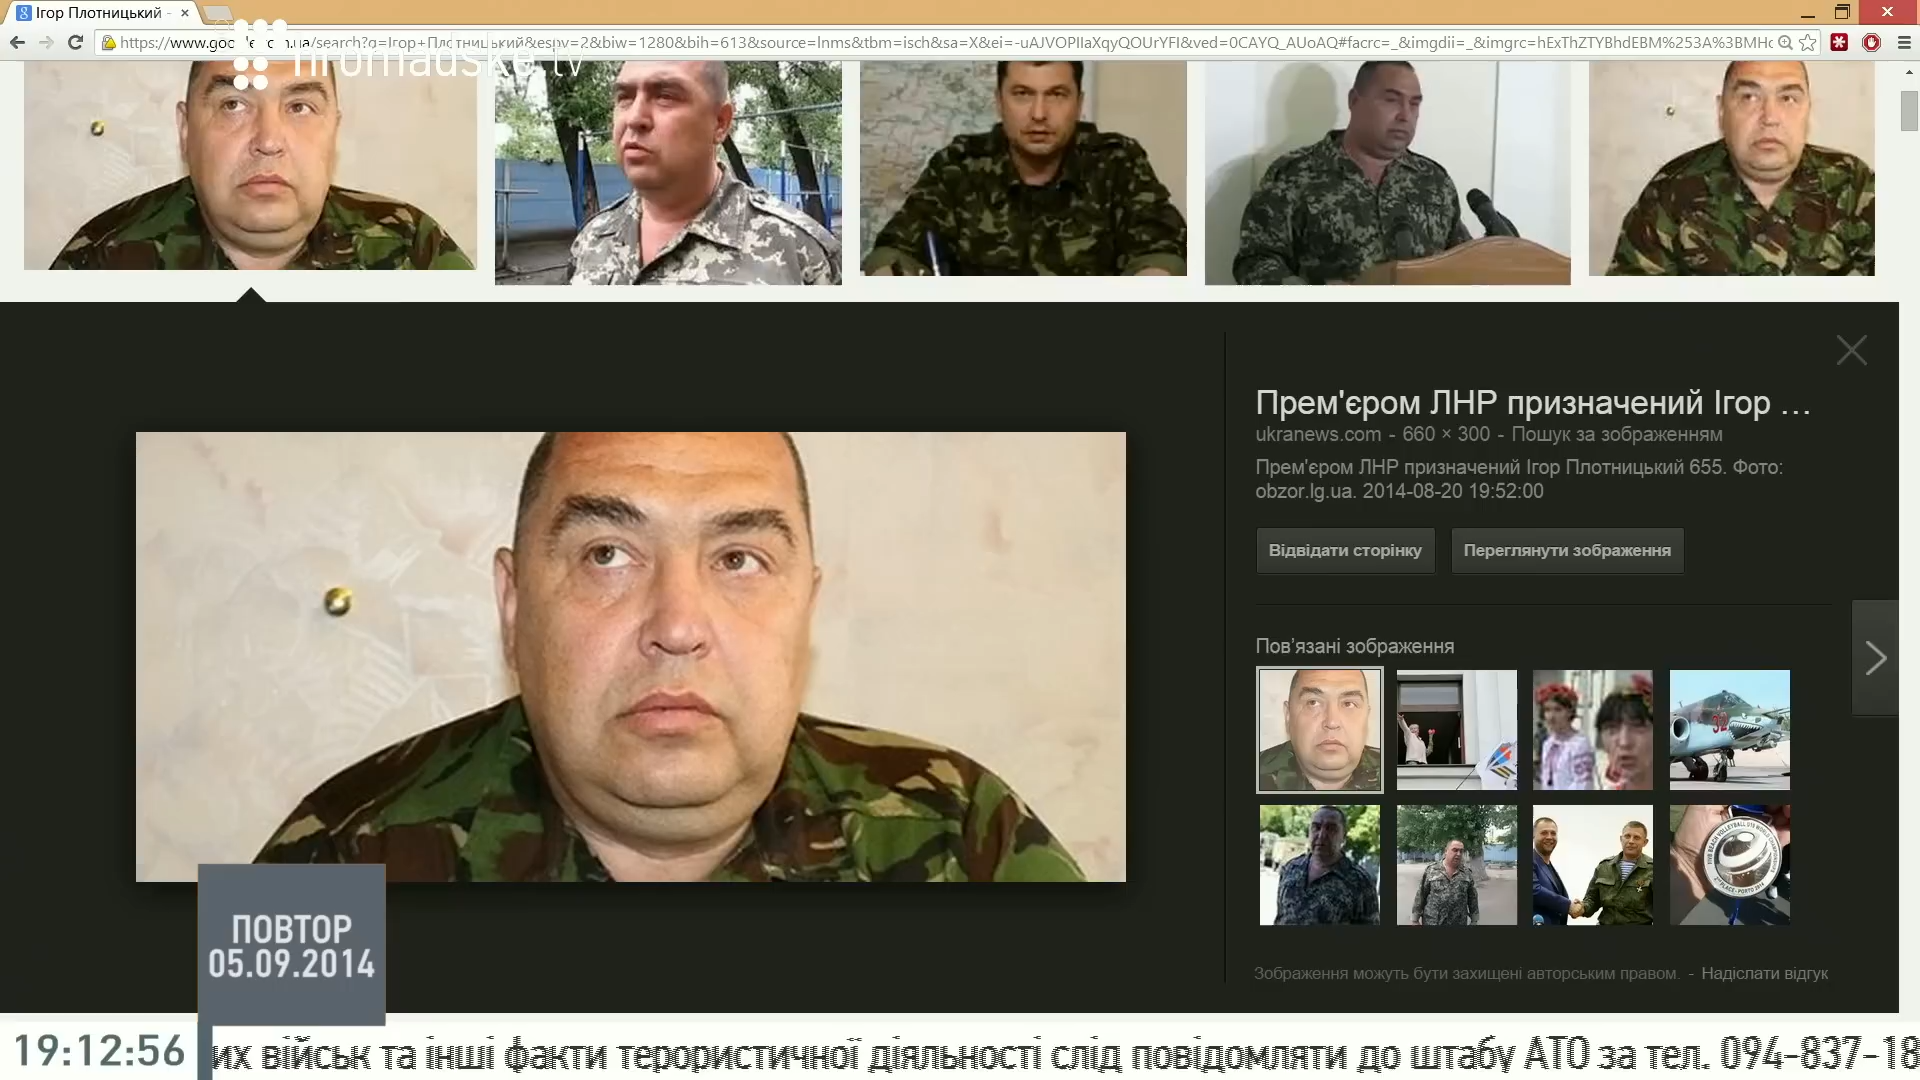 Ігор Плотницький -
hromadske.tv
Прем'єром ЛНР призначений Ігор ...
ukranews.com - 660 × 300 - Пошук за зображенням
Прем'єром ЛНР призначений Ігор Плотницький 655. Фото:
obzor.lg.ua. 2014-08-20 19:52:00
Відвідати сторінку
Переглянути зображення
Пов'язані зображення
32
Зображення можуть бути захищені авторським правом. - Надіслати відгук
ПОВТОР
05.09.2014
19:12:56
их військ та інші факти терористичної діяльності слід повідомляти до штабу АТО за тел. 094-837-18